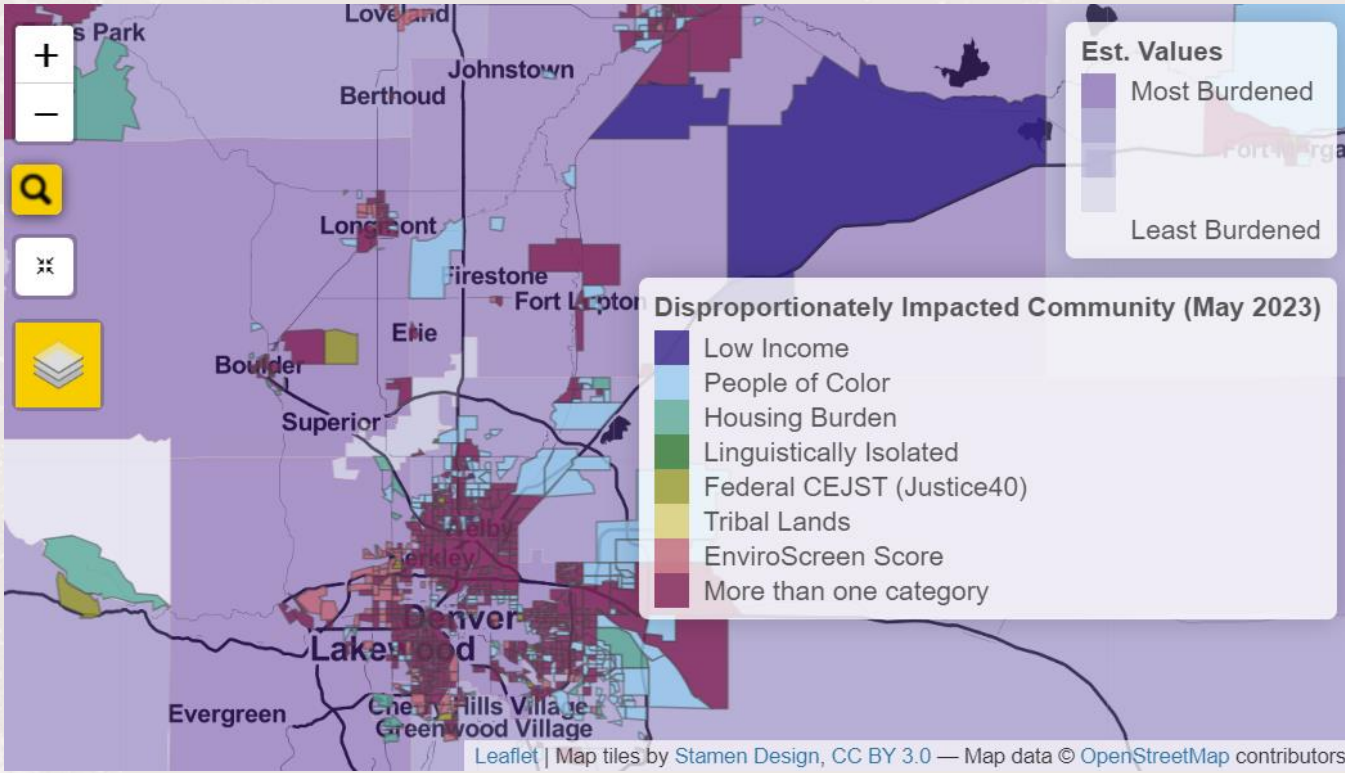 Loveland
s Park
+
Johnstown
−
Berthoud
Est. Values
Most Burdened
Least Burdened
Longmont
Firestone
Fort Lupton
Erie
Boulder
Superior
Disproportionately Impacted Community (May 2023)
Low Income
People of Color
Housing Burden
Linguistically Isolated
Federal CEJST (Justice40)
Tribal Lands
EnviroScreen Score
More than one category
Welby
Berkley
Denver
Lakewood
Evergreen
Cherry Hills Village
Greenwood Village
Leaflet | Map tiles by Stamen Design, CC BY 3.0 — Map data © OpenStreetMap contributors